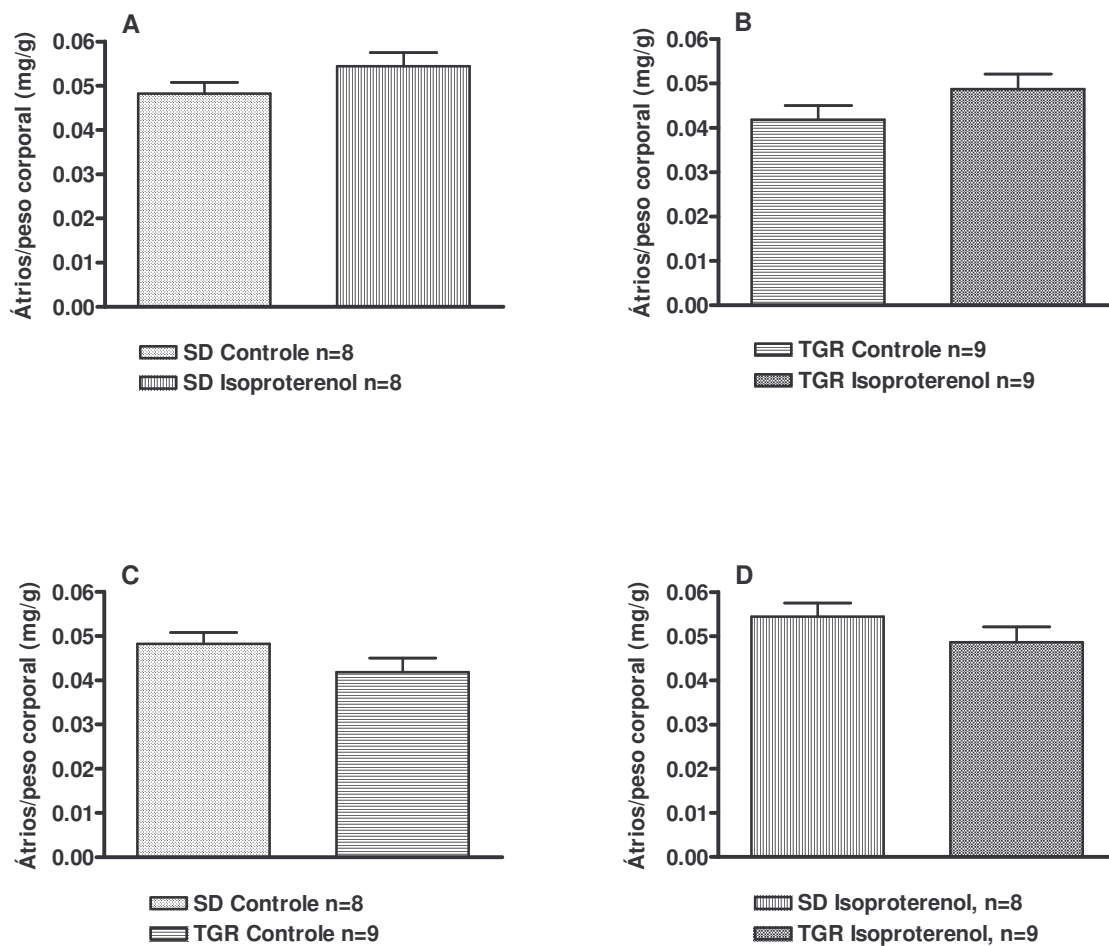 A
Átrios/peso corporal (mg/g)
0.06
0.05
0.04
0.03
0.02
0.01
0.00
SD Controle n=8
SD Isoproterenol n=8
B
Átrios/peso corporal (mg/g)
0.06
0.05
0.04
0.03
0.02
0.01
0.00
TGR Controle n=9
TGR Isoproterenol n=9
C
Átrios/peso corporal (mg/g)
0.06
0.05
0.04
0.03
0.02
0.01
0.00
SD Controle n=8
TGR Controle n=9
D
Átrios/peso corporal (mg/g)
0.06
0.05
0.04
0.03
0.02
0.01
0.00
SD Isoproterenol, n=8
TGR Isoproterenol, n=9